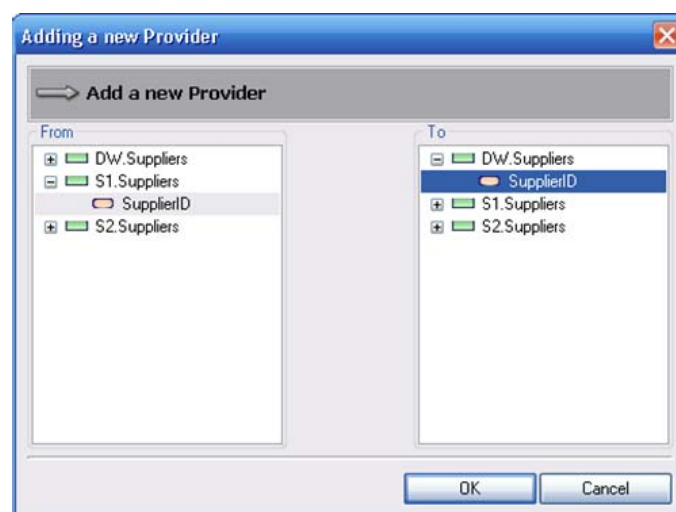 Adding a new Provider
Add a new Provider
From
DW.Suppliers
S1.Suppliers
SupplierID
S2.Suppliers
To
DW.Suppliers
SupplierID
S1.Suppliers
S2.Suppliers
OK
Cancel